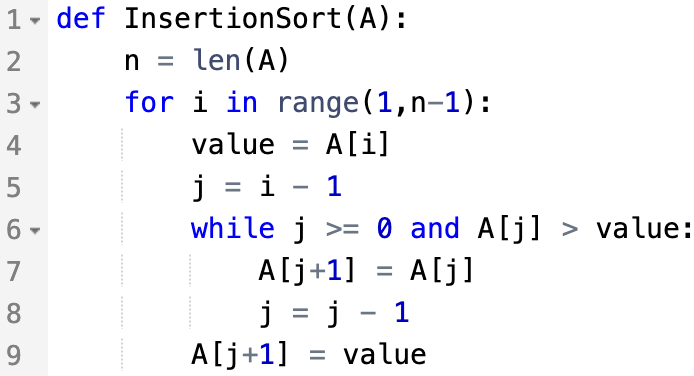 1 def InsertionSort(A):
2     n = len(A)
3     for i in range(1,n-1):
4         value = A[i]
5         j = i - 1
6         while j >= 0 and A[j] > value:
7             A[j+1] = A[j]
8             j = j - 1
9         A[j+1] = value